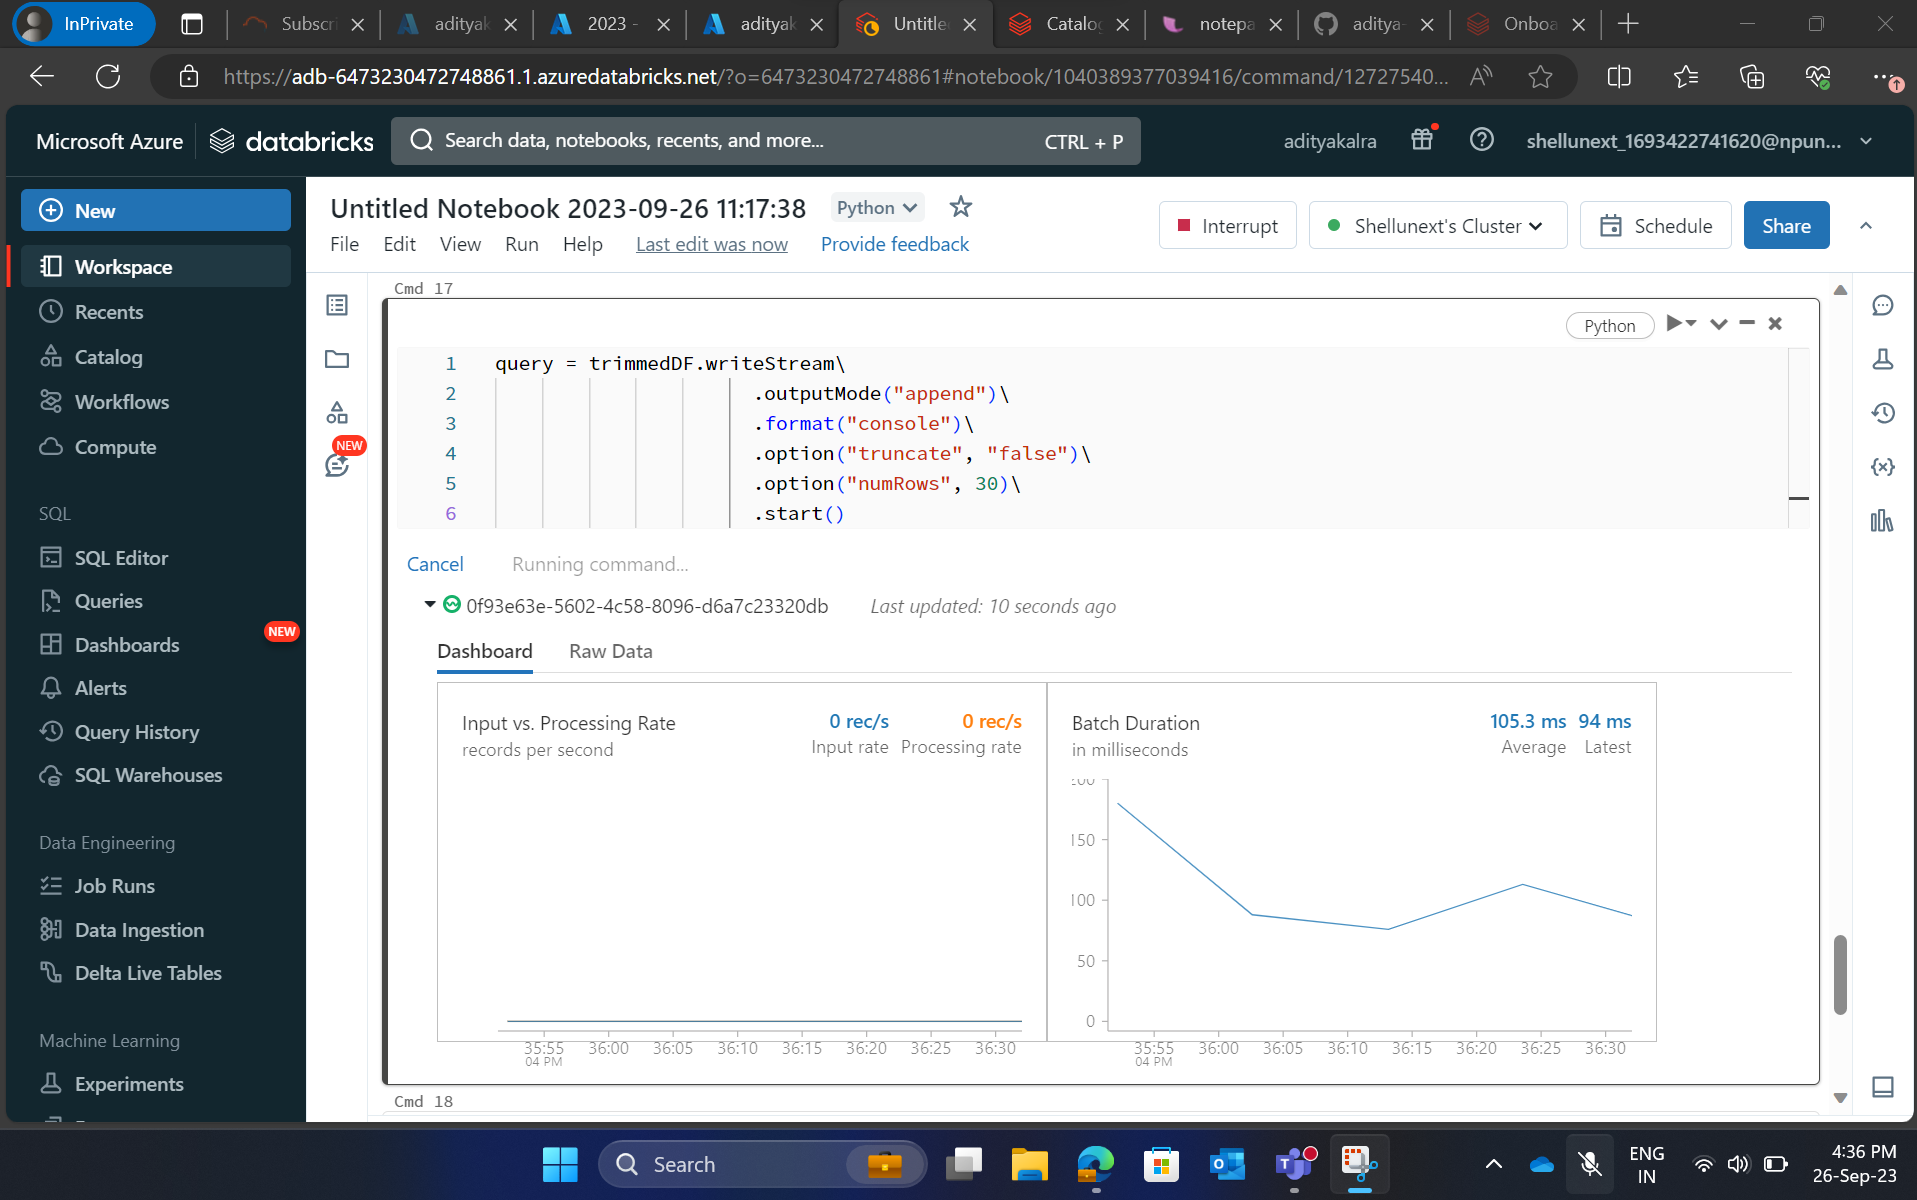 InPrivate
Subscri
adityak
2023 -
adityak
Untitle
Catalog
notepa
aditya-
Onboa
https://adb-6473230472748861.1.azuredatabricks.net/?o=6473230472748861#notebook/1040389377039416/command/12727540...
Microsoft Azure
databricks
Search data, notebooks, recents, and more...
CTRL + P
adityakalra
shellunext_1693422741620@npun...
New
Workspace
Recents
Catalog
Workflows
Compute
SQL
SQL Editor
Queries
NEW
Dashboards
Alerts
Query History
SQL Warehouses
Data Engineering
Job Runs
Data Ingestion
Delta Live Tables
Machine Learning
Experiments
Untitled Notebook 2023-09-26 11:17:38
Python
File Edit View Run Help Last edit was now Provide feedback
Interrupt
Shellunext's Cluster
Schedule
Share
NEW
Cmd 17
Python
1 query = trimmedDF.writeStream\
2 .outputMode("append")\
3 .format("console")\
4 .option("truncate", "false")\
5 .option("numRows", 30)\
6 .start()
Cancel Running command...
0f93e63e-5602-4c58-8096-d6a7c23320db Last updated: 10 seconds ago
Dashboard Raw Data
Input vs. Processing Rate
records per second
0 rec/s 0 rec/s
Input rate Processing rate
35:55 36:00 36:05 36:10 36:15 36:20 36:25 36:30
04 PM
Batch Duration
in milliseconds
105.3 ms 94 ms
Average Latest
200
150
100
50
0
35:55 36:00 36:05 36:10 36:15 36:20 36:25 36:30
04 PM
Cmd 18
Search
ENG
IN
4:36 PM
26-Sep-23